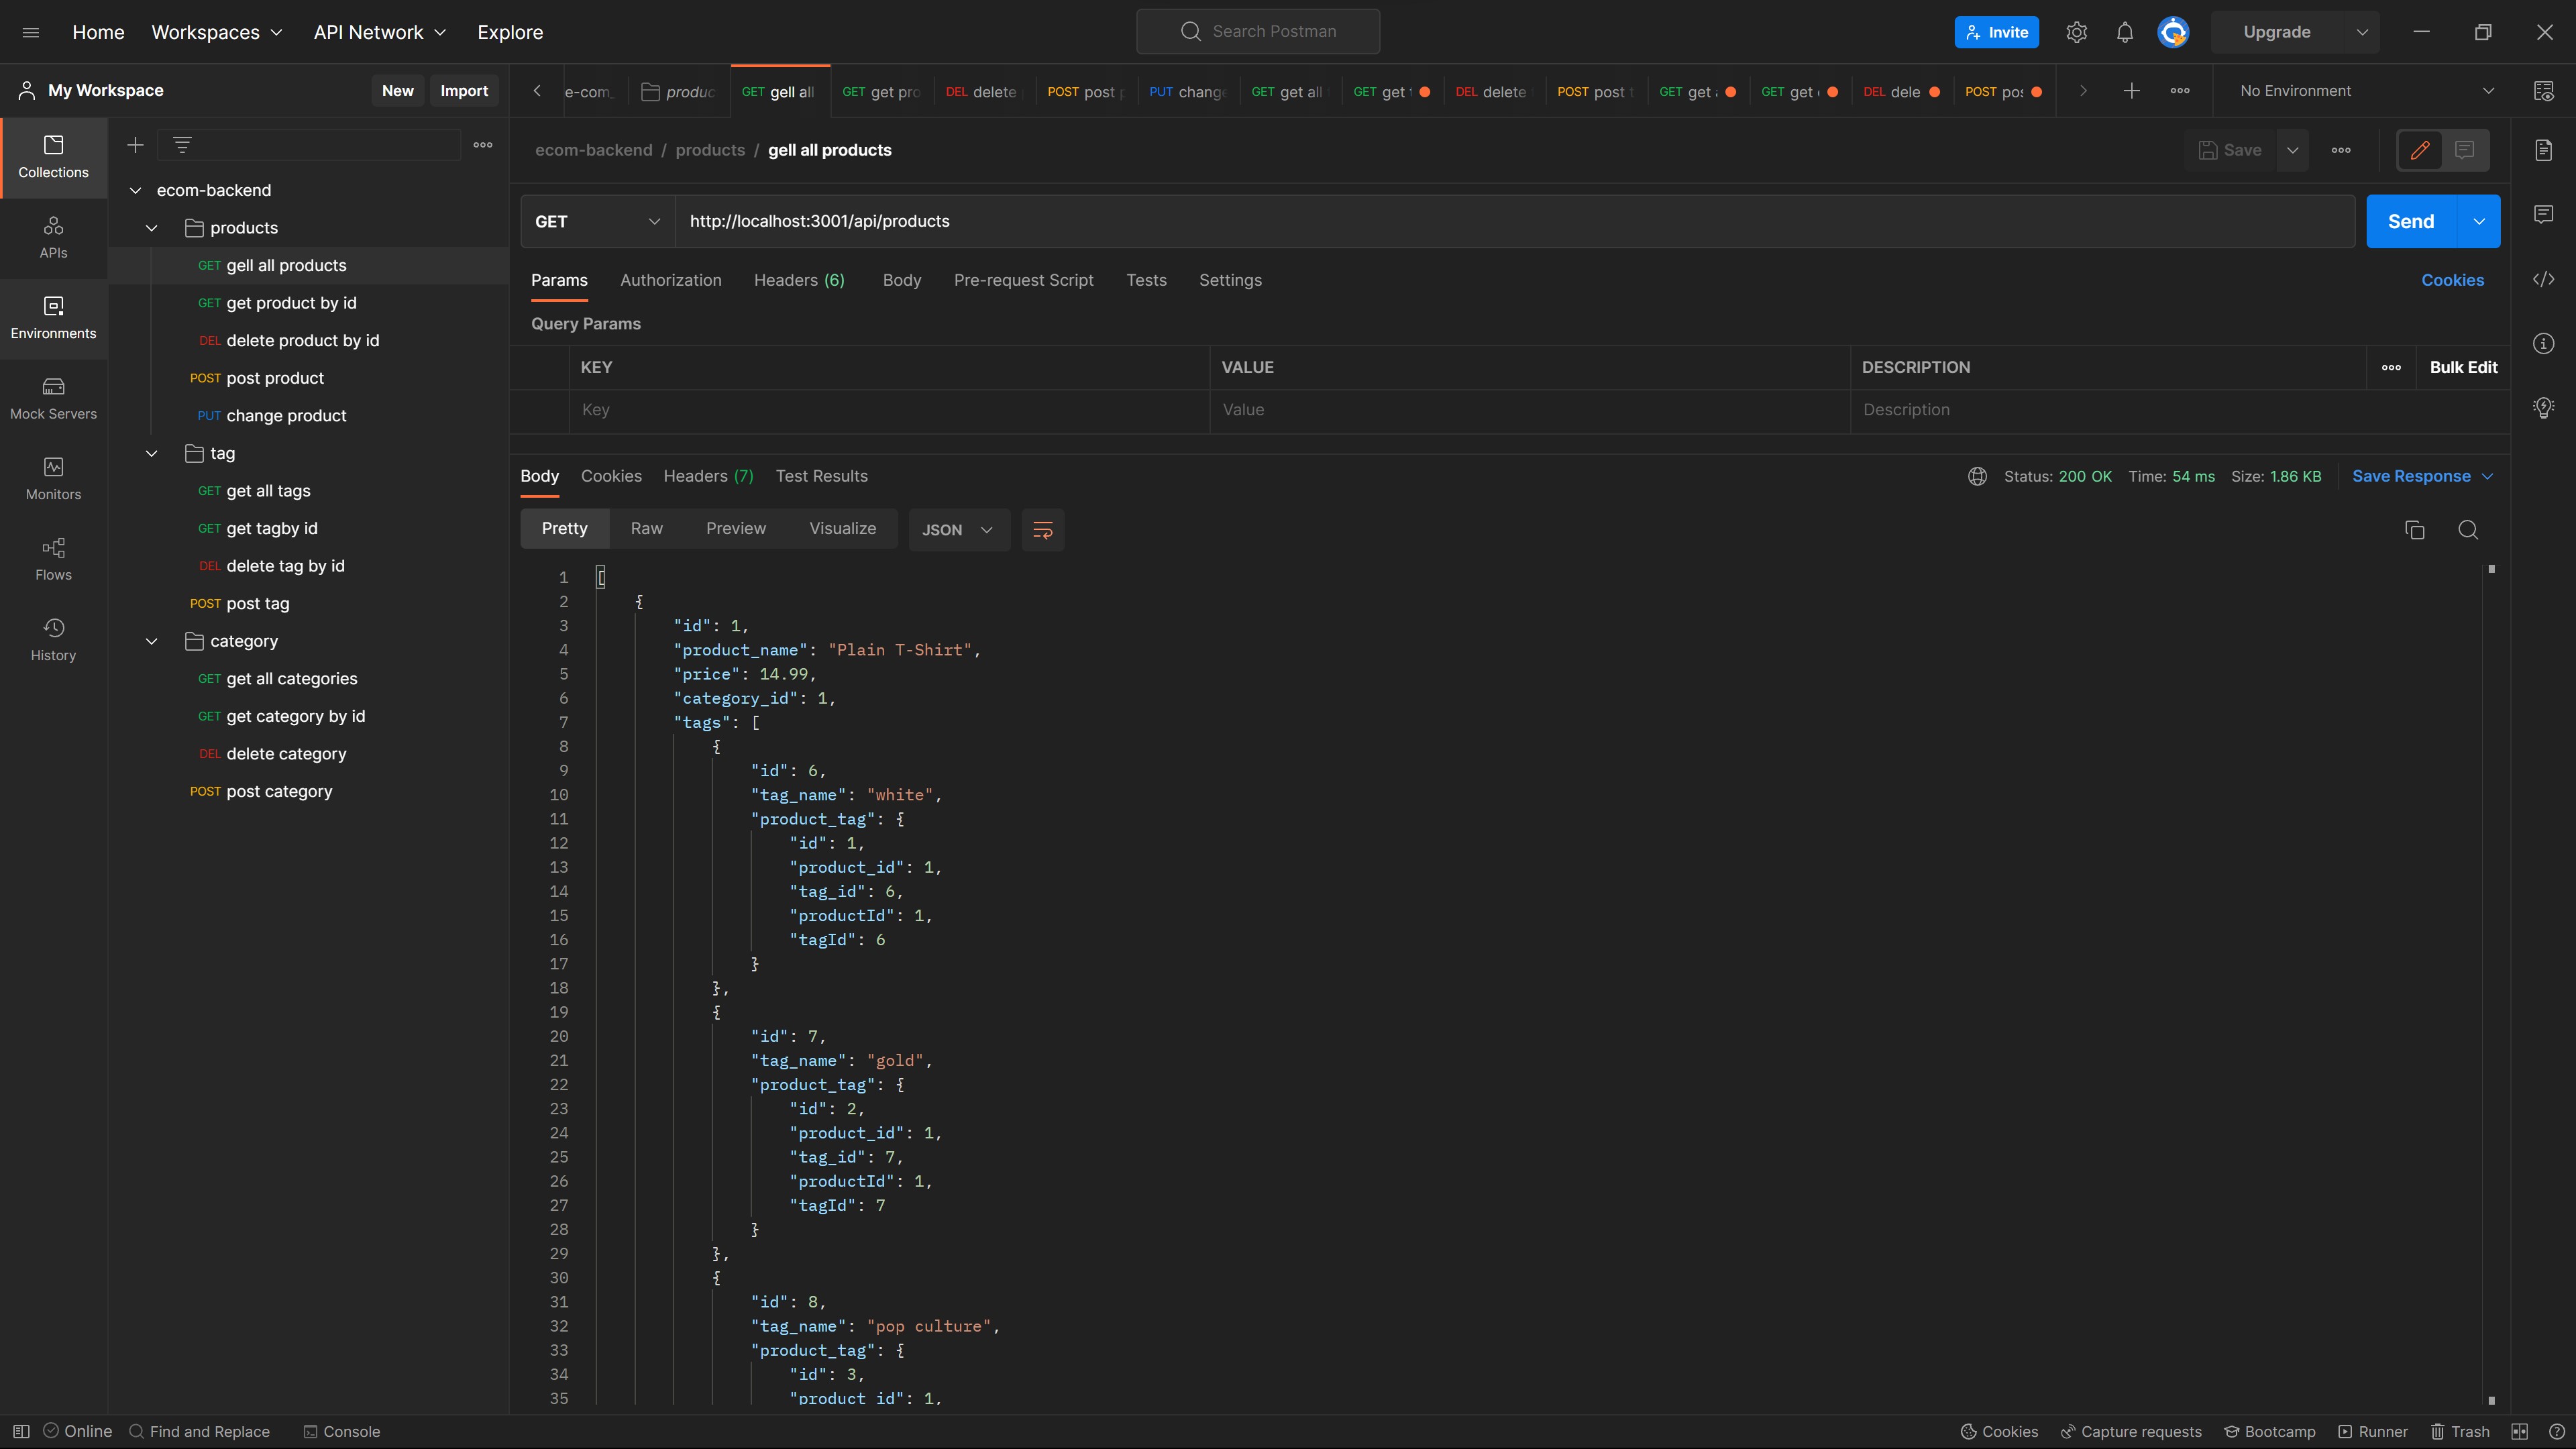 Home Workspaces API Network Explore Search Postman Invite Upgrade
My Workspace New Import
e-com_ produc GET gell all GET get pro DEL delete POST post p PUT change GET get all GET get t DEL delete POST post t GET get a GET get DEL dele POST pos No Environment
Collections
APIs
Environments
Mock Servers
Monitors
Flows
History
ecom-backend
products
GET gell all products
GET get product by id
DEL delete product by id
POST post product
PUT change product
tag
GET get all tags
GET get tagby id
DEL delete tag by id
POST post tag
category
GET get all categories
GET get category by id
DEL delete category
POST post category
ecom-backend / products / gell all products Save
GET http://localhost:3001/api/products Send
Params Authorization Headers (6) Body Pre-request Script Tests Settings Cookies
Query Params
KEY VALUE DESCRIPTION Bulk Edit
Key Value Description
Body Cookies Headers (7) Test Results Status: 200 OK Time: 54 ms Size: 1.86 KB Save Response
Pretty Raw Preview Visualize JSON
1 [
2 {
3 "id": 1,
4 "product_name": "Plain T-Shirt",
5 "price": 14.99,
6 "category_id": 1,
7 "tags": [
8 {
9 "id": 6,
10 "tag_name": "white",
11 "product_tag": {
12 "id": 1,
13 "product_id": 1,
14 "tag_id": 6,
15 "productId": 1,
16 "tagId": 6
17 }
18 },
19 {
20 "id": 7,
21 "tag_name": "gold",
22 "product_tag": {
23 "id": 2,
24 "product_id": 1,
25 "tag_id": 7,
26 "productId": 1,
27 "tagId": 7
28 }
29 },
30 {
31 "id": 8,
32 "tag_name": "pop culture",
33 "product_tag": {
34 "id": 3,
35 "product_id": 1,
Online Find and Replace Console Cookies Capture requests Bootcamp Runner Trash